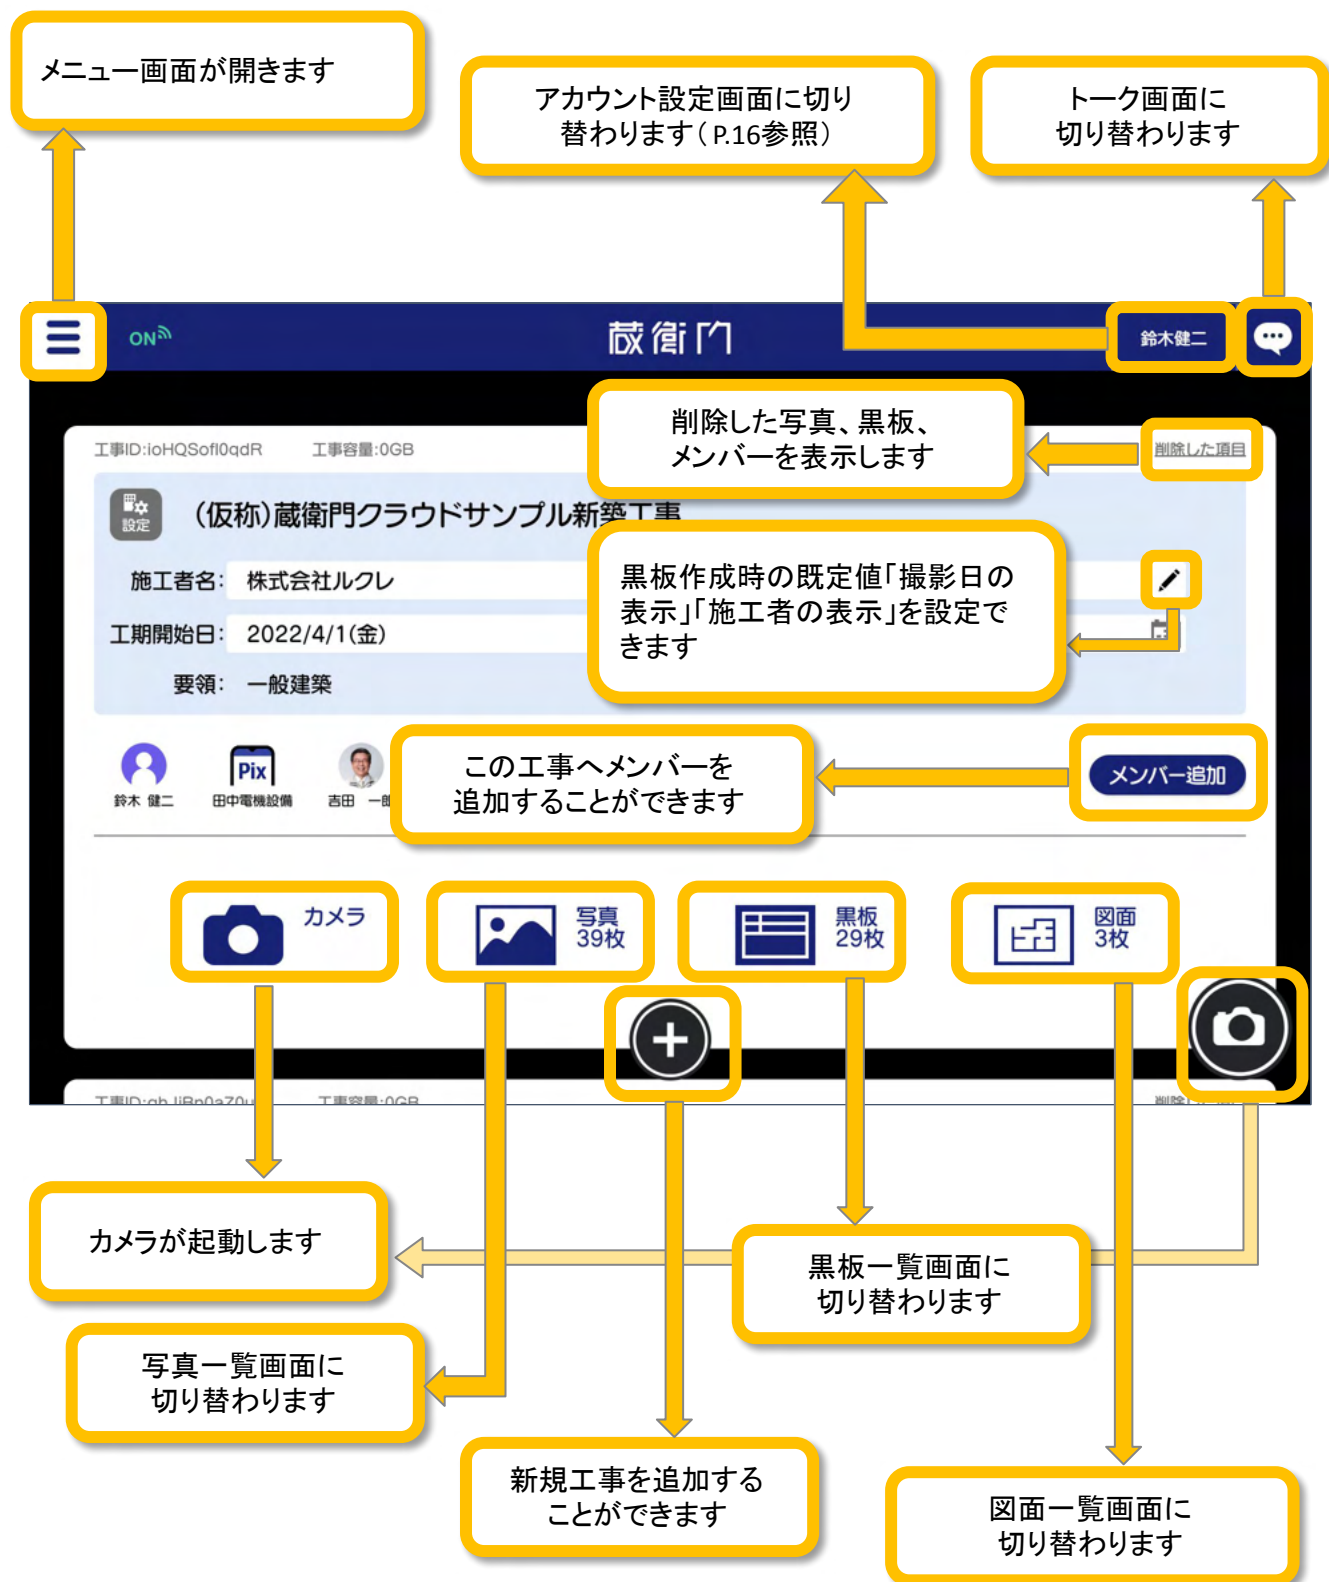 メニュー画面が開きます
アカウント設定画面に切り
替わります(P.16参照)
トーク画面に
切り替わります
ON
蔵衛門
鈴木健二
削除した写真、黒板、
メンバーを表示します
工事ID:ioHQSofl0qdR 工事容量:0GB
削除した項目
設定
(仮称)蔵衛門クラウドサンプル新築工事
黒板作成時の既定値「撮影日の
表示」「施工者の表示」を設定で
きます
施工者名: 株式会社ルクレ
工期開始日: 2022/4/1(金)
要領: 一般建築
この工事へメンバーを
追加することができます
メンバー追加
Pix
鈴木 健二
田中電機設備
吉田 一郎
カメラ
写真
39枚
黒板
29枚
図面
3枚
工事容量:0GB
カメラが起動します
黒板一覧画面に
切り替わります
写真一覧画面に
切り替わります
新規工事を追加する
ことができます
図面一覧画面に
切り替わります